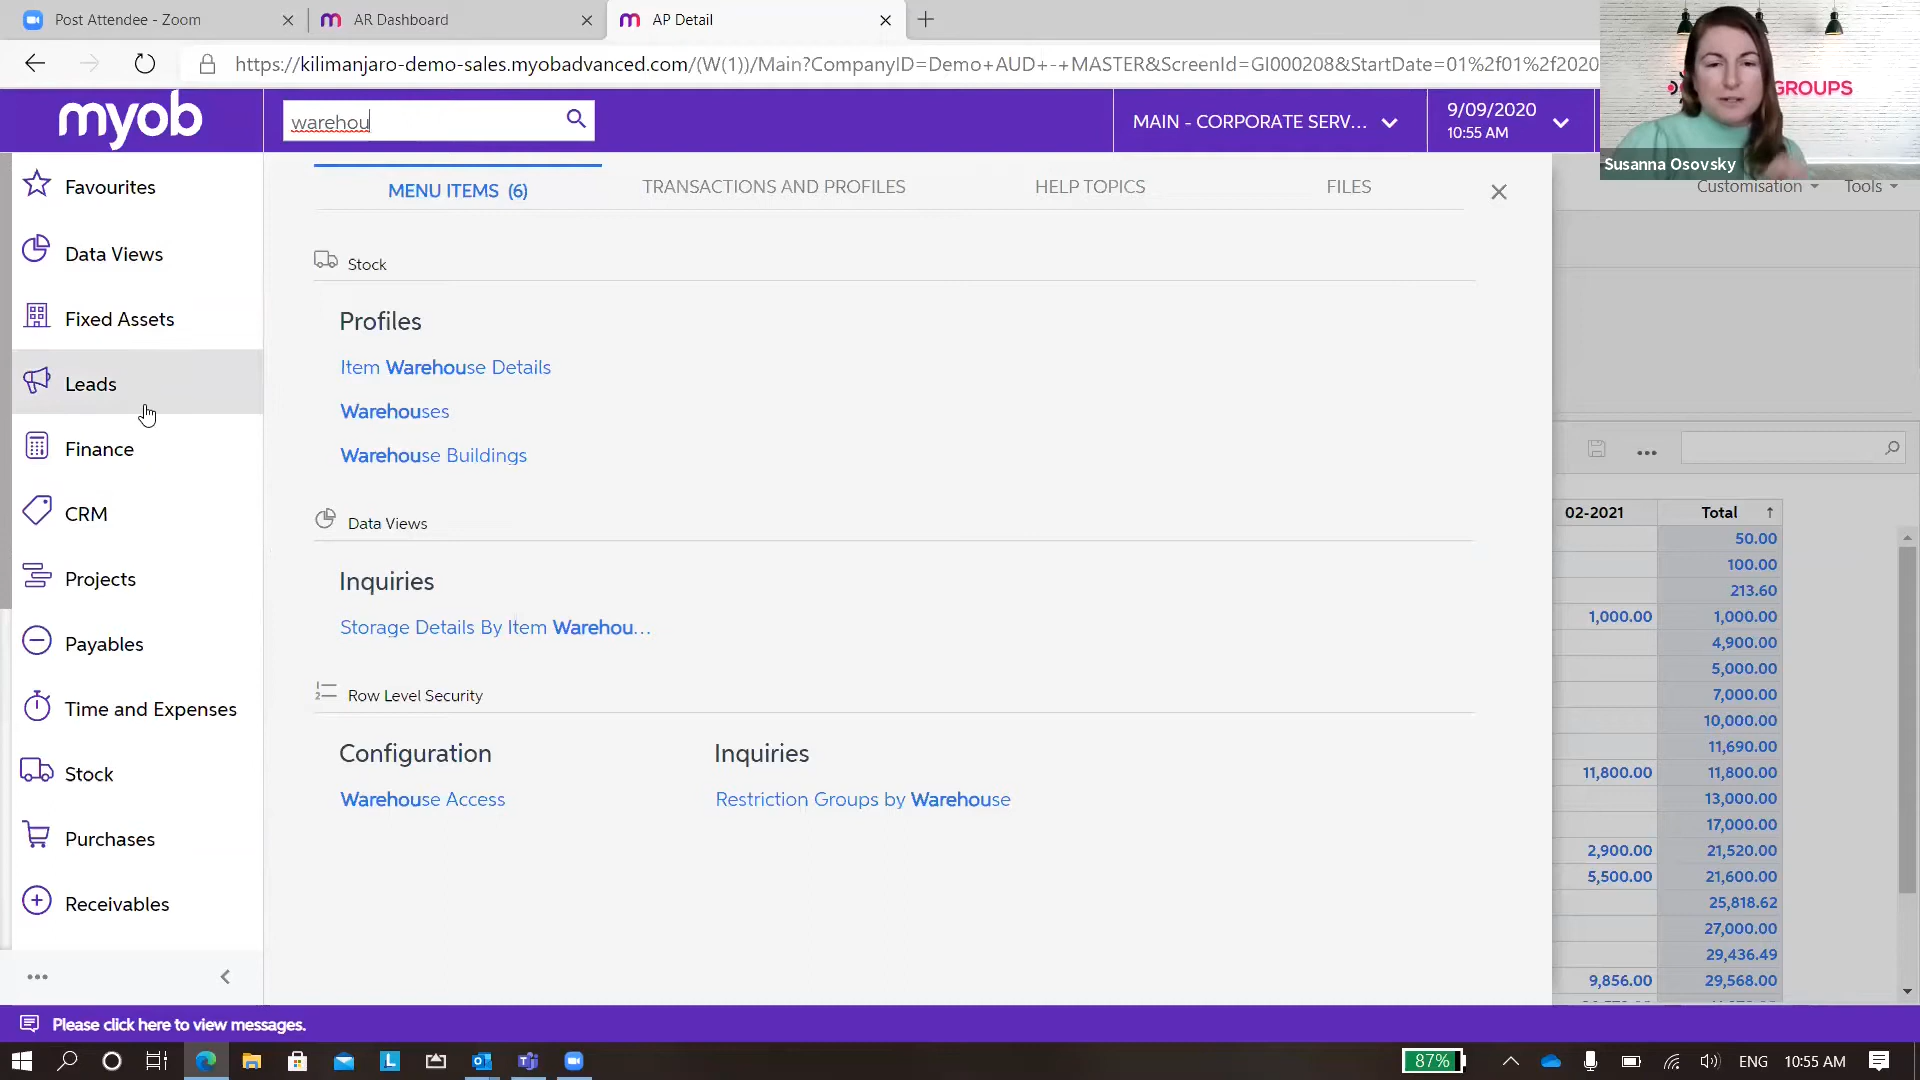 Post Attendee - Zoom
AR Dashboard
AP Detail
https://kilimanjaro-demo-sales.myobadvanced.com/(W(1))/Main?CompanyID=Demo+AUD+-+MASTER&ScreenId=GI000208&StartDate=01%2f01%2f2020
GROUPS
Susanna Osovsky
myob
warehou
MAIN - CORPORATE SERV...
9/09/2020
10:55 AM
Customisation
Tools
Favourites
Data Views
Fixed Assets
Leads
Finance
CRM
Projects
Payables
Time and Expenses
Stock
Purchases
Receivables
MENU ITEMS (6)
TRANSACTIONS AND PROFILES
HELP TOPICS
FILES
Stock
Profiles
Item Warehouse Details
Warehouses
Warehouse Buildings
Data Views
Inquiries
Storage Details By Item Warehou...
Row Level Security
Configuration
Inquiries
Warehouse Access
Restriction Groups by Warehouse
02-2021 Total
50.00
100.00
213.60
1,000.00 1,000.00
4,900.00
5,000.00
7,000.00
10,000.00
11,690.00
11,800.00 11,800.00
13,000.00
17,000.00
2,900.00 21,520.00
5,500.00 21,600.00
25,818.62
27,000.00
29,436.49
9,856.00 29,568.00
Please click here to view messages.
87%
ENG
10:55 AM